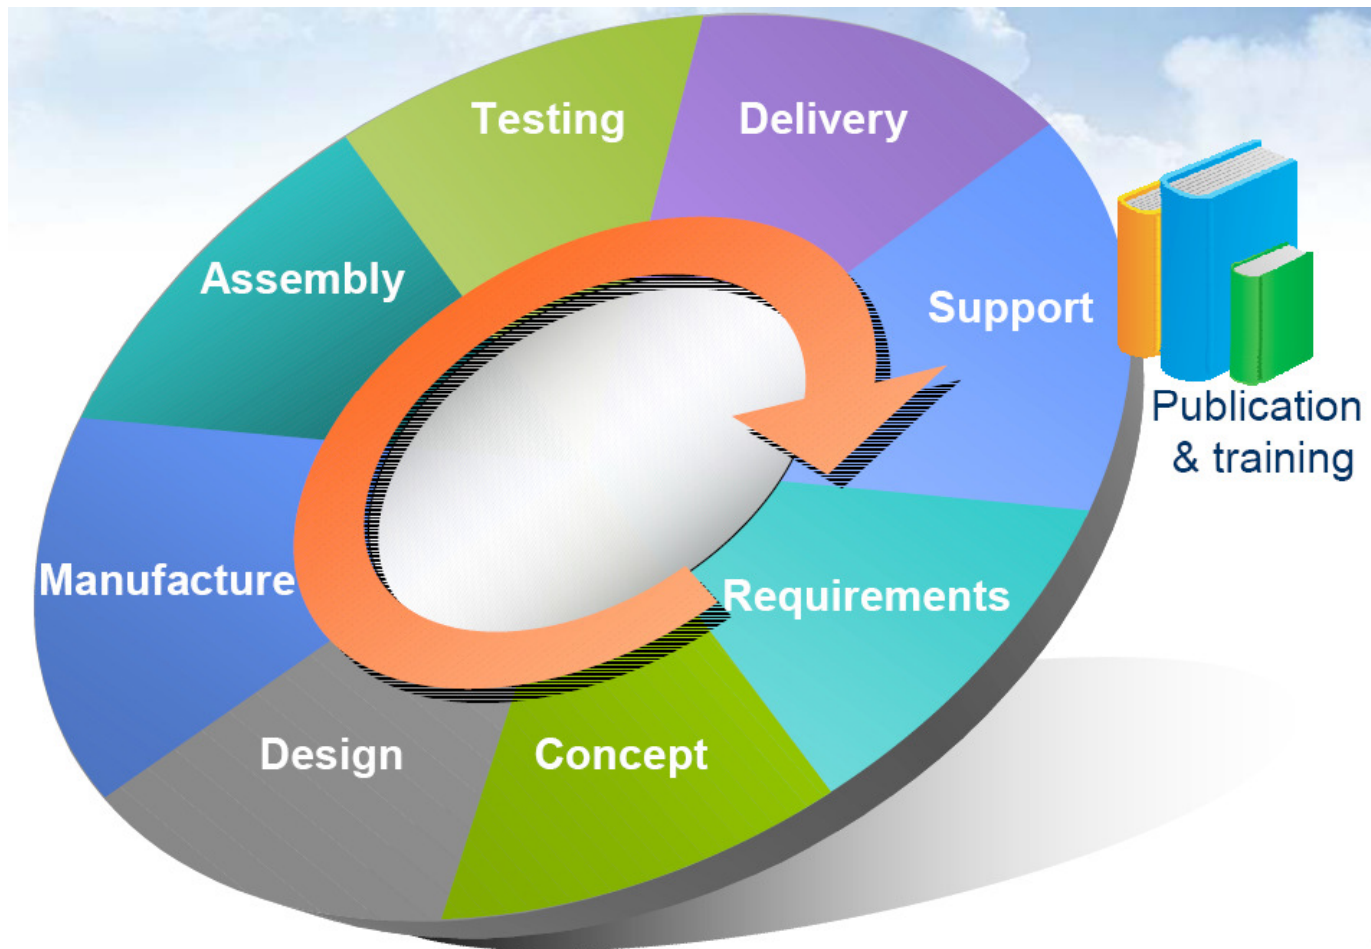 Testing
Delivery
Assembly
Support
Publication
& training
Manufacture
Requirements
Design
Concept